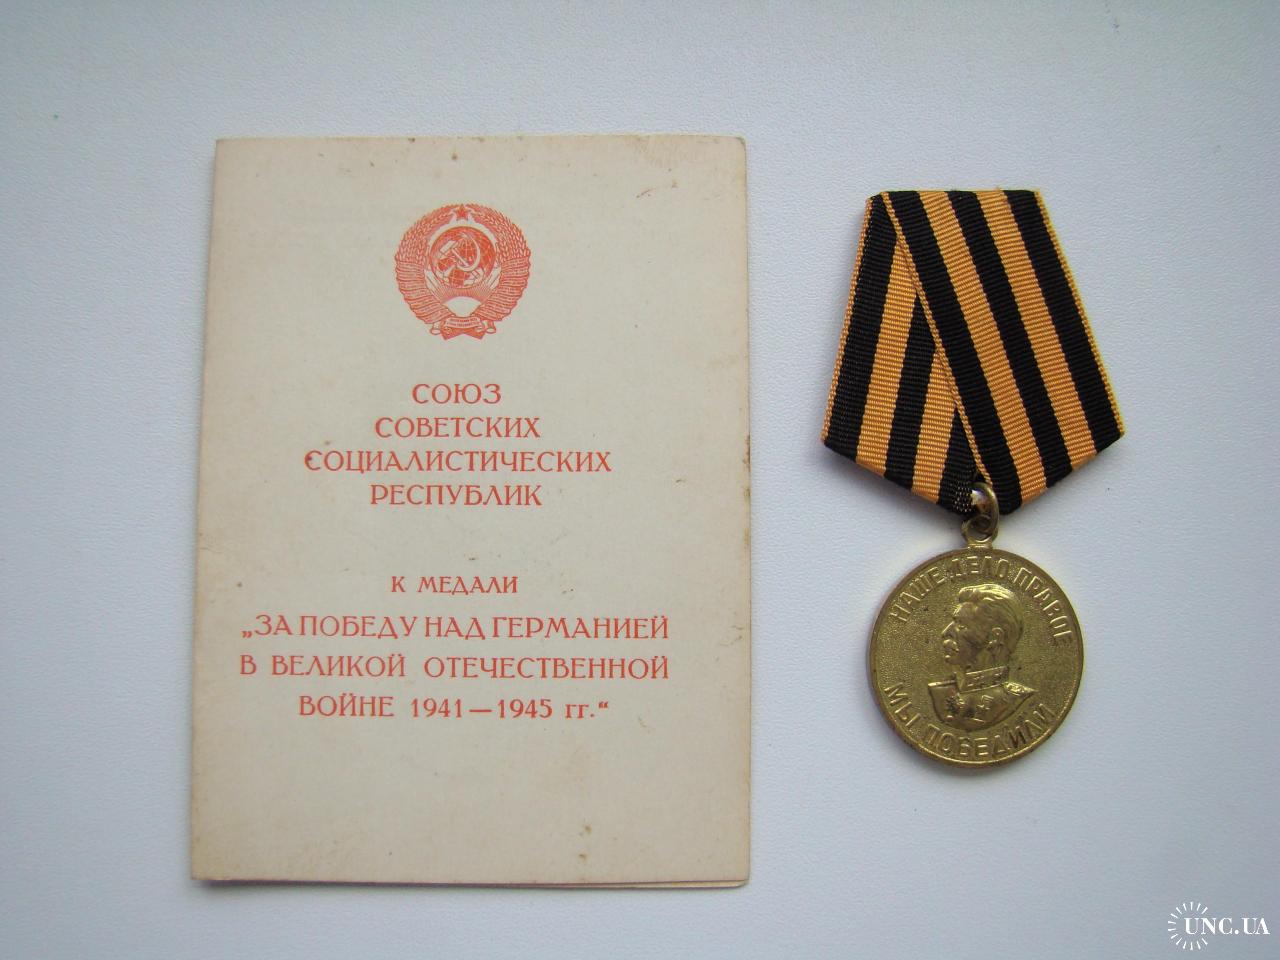 СОЮЗ
СОВЕТСКИХ
СОЦИАЛИСТИЧЕСКИХ
РЕСПУБЛИК
К МЕДАЛИ
„ЗА ПОБЕДУ НАД ГЕРМАНИЕЙ
В ВЕЛИКОЙ ОТЕЧЕСТВЕННОЙ
ВОЙНЕ 1941—1945 гг.“
НАШЕ ДЕЛО ПРАВОЕ
МЫ ПОБЕДИЛИ
UNC.UA